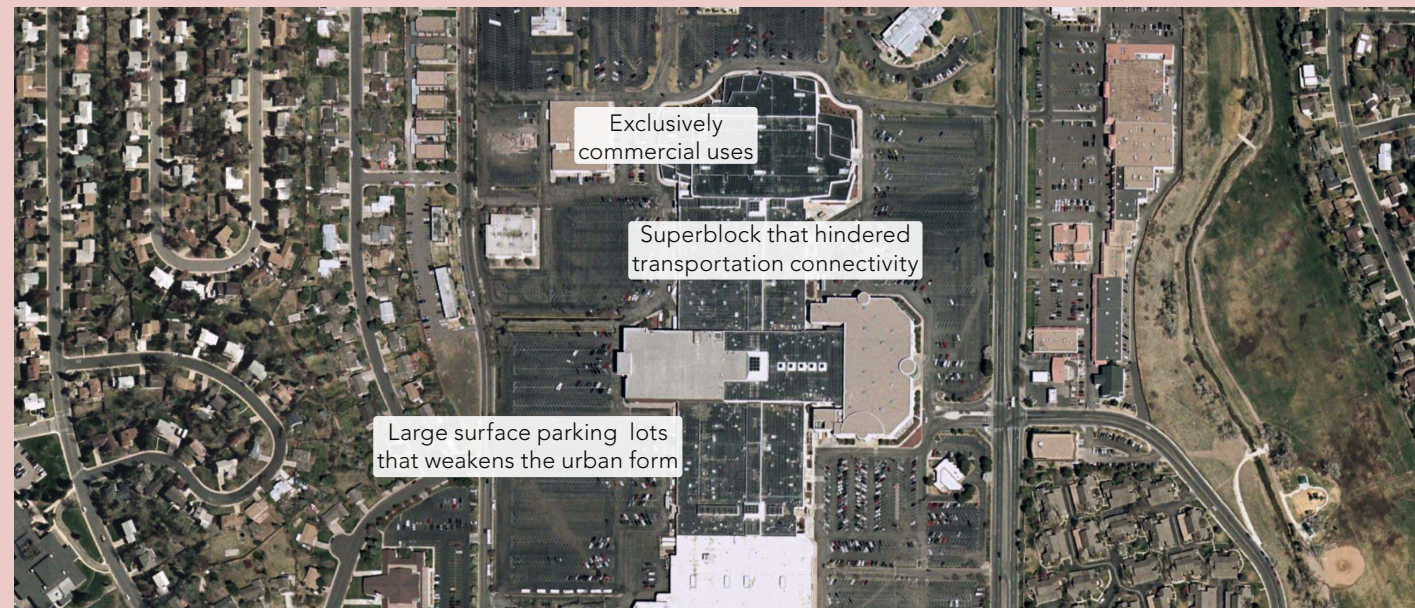 Exclusively
commercial uses
Superblock that hindered
transportation connectivity
Large surface parking lots
that weakens the urban form